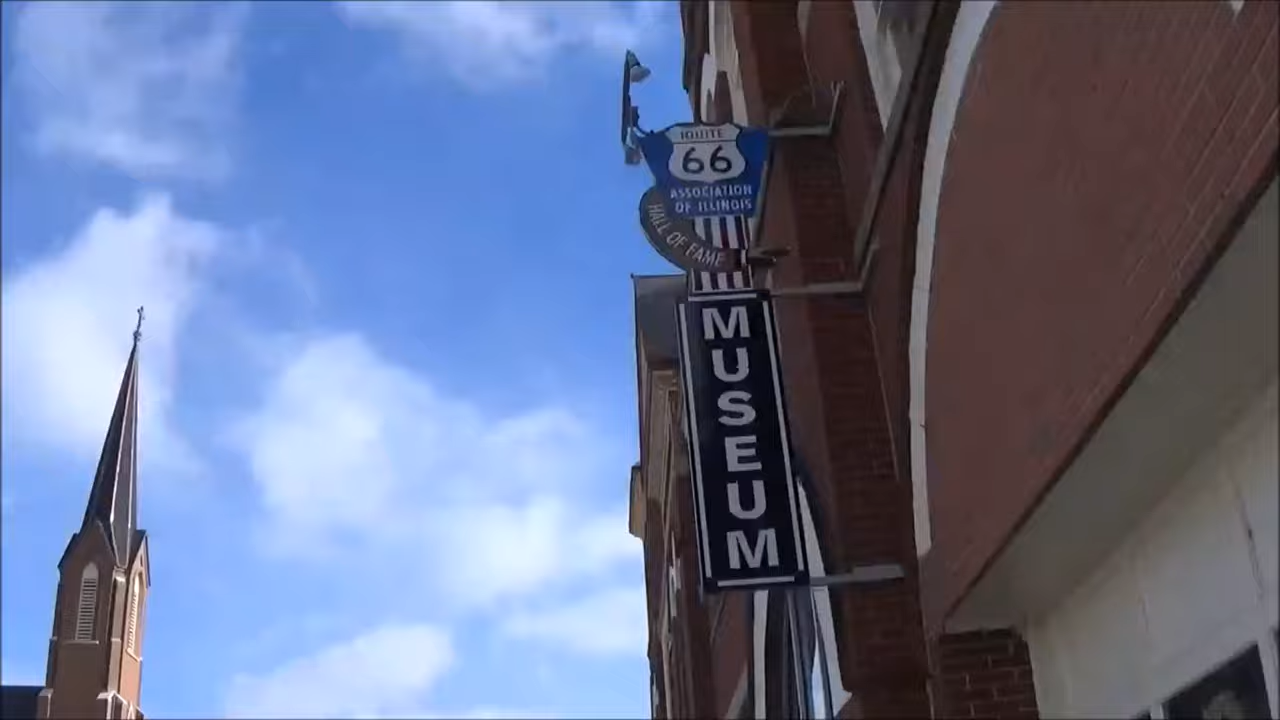 ROUTE
66
ASSOCIATION
OF ILLINOIS
HALL OF FAME
MUSEUM